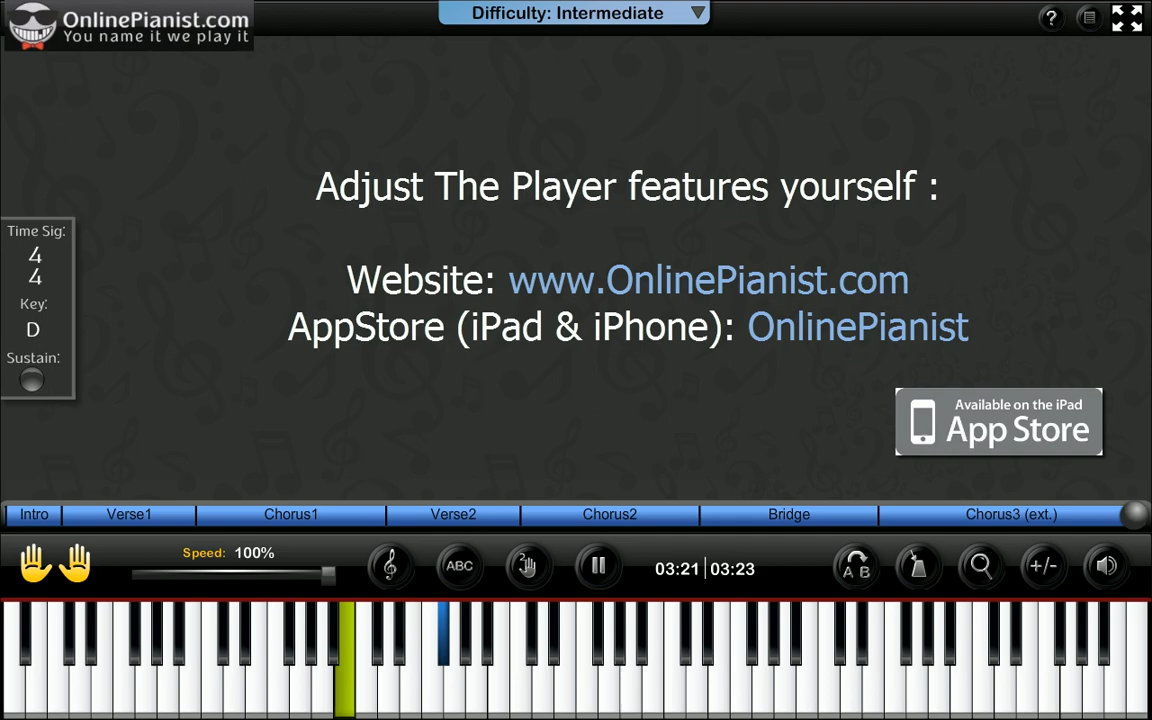 OnlinePianist.com
You name it we play it
Difficulty: Intermediate
?
Adjust The Player features yourself :
Time Sig:
4
4
Key:
D
Sustain:
Website: www.OnlinePianist.com
AppStore (iPad & iPhone): OnlinePianist
Available on the iPad
App Store
Intro Verse1 Chorus1 Verse2 Chorus2 Bridge Chorus3 (ext.)
Speed: 100%
ABC
2
03:21 | 03:23
A B
+/-